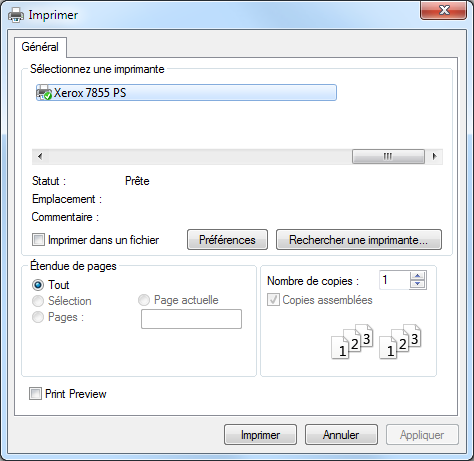 Imprimer
Général
Sélectionnez une imprimante
Xerox 7855 PS
Statut : Prête
Emplacement :
Commentaire :
Imprimer dans un fichier Préférences Rechercher une imprimante...
Étendue de pages
Tout
Sélection Page actuelle
Pages :
Nombre de copies : 1
Copies assemblées
1 2 3 1 2 3
Print Preview
Imprimer Annuler Appliquer